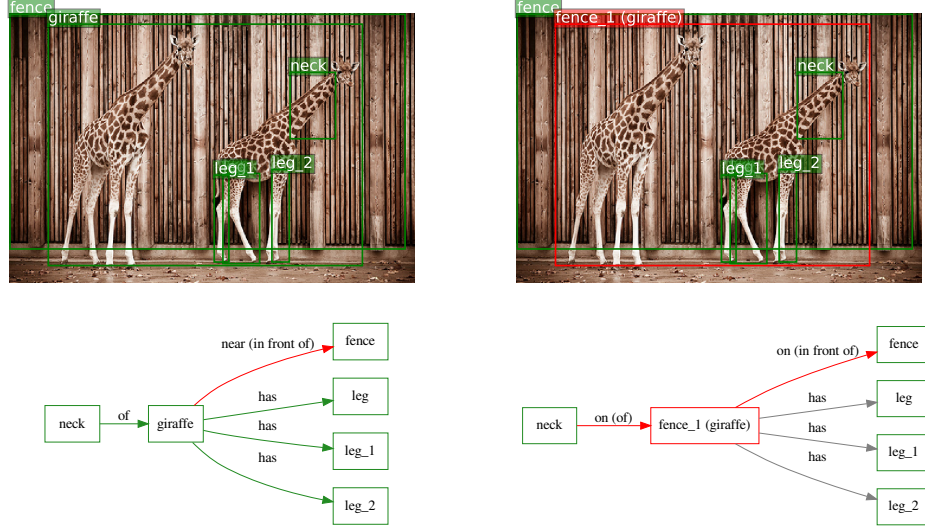 fence
giraffe
neck
leg_1
leg_2
fence
fence_1 (giraffe)
neck
leg_1
leg_2
near (in front of)
fence
has
leg
neck
of
giraffe
has
leg_1
has
leg_2
on (in front of)
fence
has
leg
neck
on (of)
fence_1 (giraffe)
has
leg_1
has
leg_2